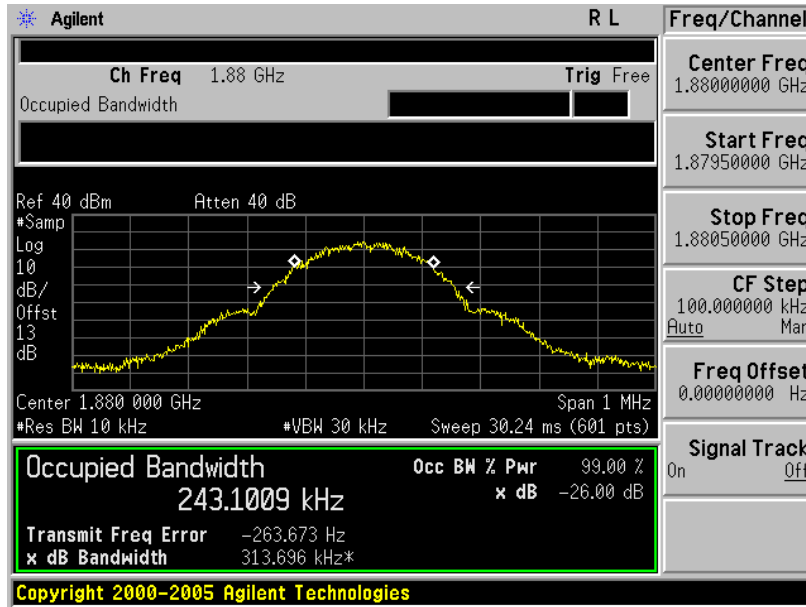 Agilent R L Freq/Channel
Ch Freq 1.88 GHz Trig Free
Occupied Bandwidth
Center Freq
1.88000000 GHz
Start Freq
1.87950000 GHz
Stop Freq
1.88050000 GHz
CF Step
100.000000 kHz
Auto Man
Freq Offset
0.00000000 Hz
Signal Track
On Off
Ref 40 dBm Atten 40 dB
#Samp
Log
10
dB/
Offst
13
dB
Center 1.880 000 GHz Span 1 MHz
#Res BW 10 kHz #VBW 30 kHz Sweep 30.24 ms (601 pts)
Occupied Bandwidth Occ BW % Pwr 99.00 %
243.1009 kHz x dB -26.00 dB
Transmit Freq Error -263.673 Hz
x dB Bandwidth 313.696 kHz*
Copyright 2000-2005 Agilent Technologies